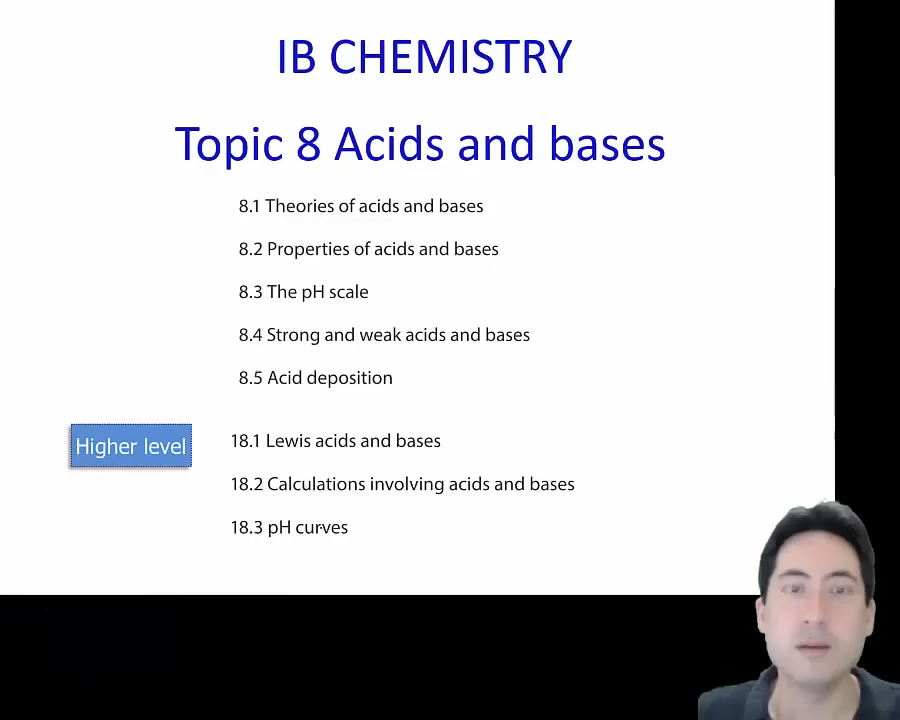 IB CHEMISTRY
Topic 8 Acids and bases
8.1 Theories of acids and bases
8.2 Properties of acids and bases
8.3 The pH scale
8.4 Strong and weak acids and bases
8.5 Acid deposition
Higher level
18.1 Lewis acids and bases
18.2 Calculations involving acids and bases
18.3 pH curves